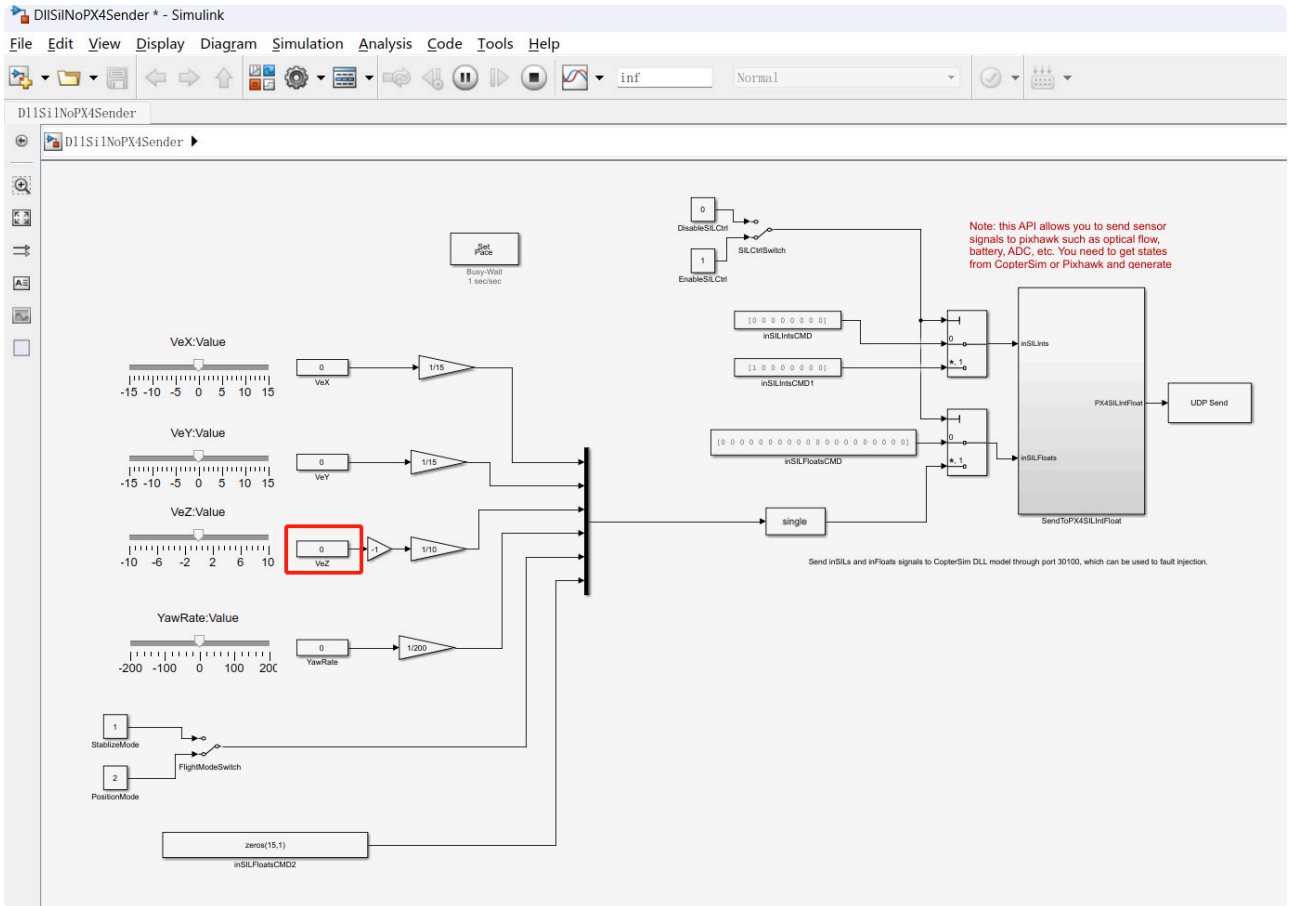 DllSilNoPX4Sender * - Simulink
File Edit View Display Diagram Simulation Analysis Code Tools Help
inf
Normal
DllSilNoPX4Sender
DllSilNoPX4Sender
Set
Pace
Busy-Wait
1 sec/sec
0
DisableSILCtrl
1
EnableSILCtrl
SILCtrlSwitch
Note: this API allows you to send sensor
signals to pixhawk such as optical flow,
battery, ADC, etc. You need to get states
from CopterSim or Pixhawk and generate
[0 0 0 0 0 0 0 0]
inSILIntsCMD
[1 0 0 0 0 0 0 0]
inSILIntsCMD1
0
*, 1
inSILInts
[0 0 0 0 0 0 0 0 0 0 0 0 0 0 0 0 0 0 0 0]
inSILFloatsCMD
0
*, 1
inSILFloats
PX4SILIntFloat
SendToPX4SILIntFloat
UDP Send
single
Send inSILs and inFloats signals to CopterSim DLL model through port 30100, which can be used to fault injection.
VeX:Value
-15 -10 -5 0 5 10 15
0
VeX
1/15
VeY:Value
-15 -10 -5 0 5 10 15
0
VeY
1/15
VeZ:Value
-10 -6 -2 2 6 10
0
VeZ
-1
1/10
YawRate:Value
-200 -100 0 100 200
0
YawRate
1/200
1
StablizeMode
2
PositionMode
FlightModeSwitch
zeros(15,1)
inSILFloatsCMD2